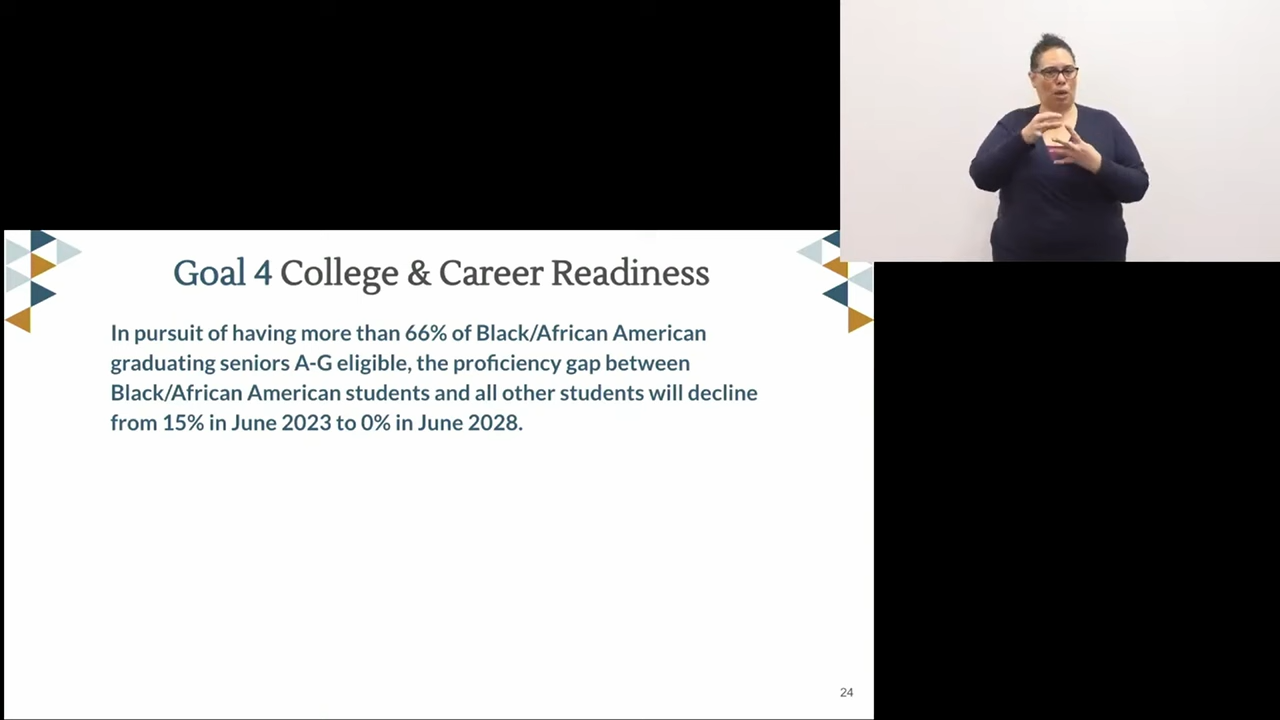 Goal 4 College & Career Readiness
In pursuit of having more than 66% of Black/African American
graduating seniors A-G eligible, the proficiency gap between
Black/African American students and all other students will decline
from 15% in June 2023 to 0% in June 2028.
24